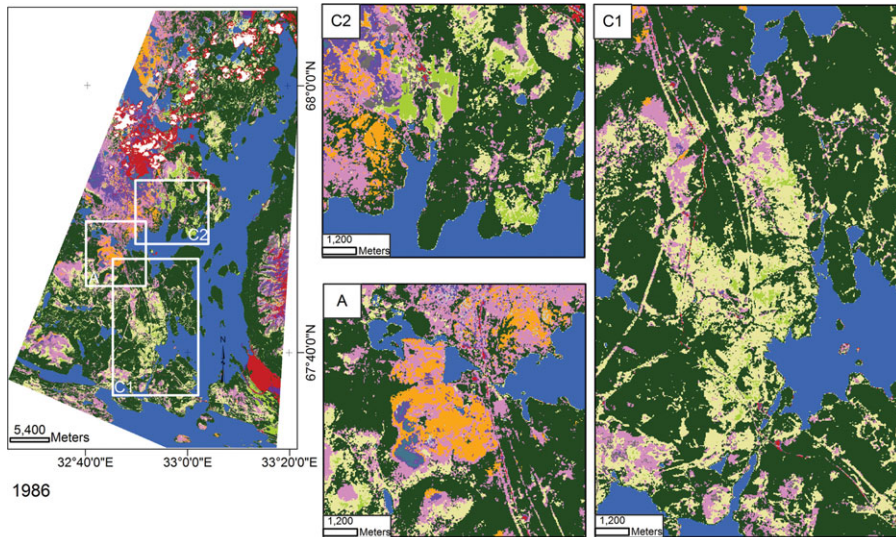 C2
C1
68°0'0"N
C2
A
N
67°40'0"N
C1
1,200
Meters
A
5,400
Meters
32°40'0"E
33°0'0"E
33°20'0"E
1986
1,200
Meters
1,200
Meters